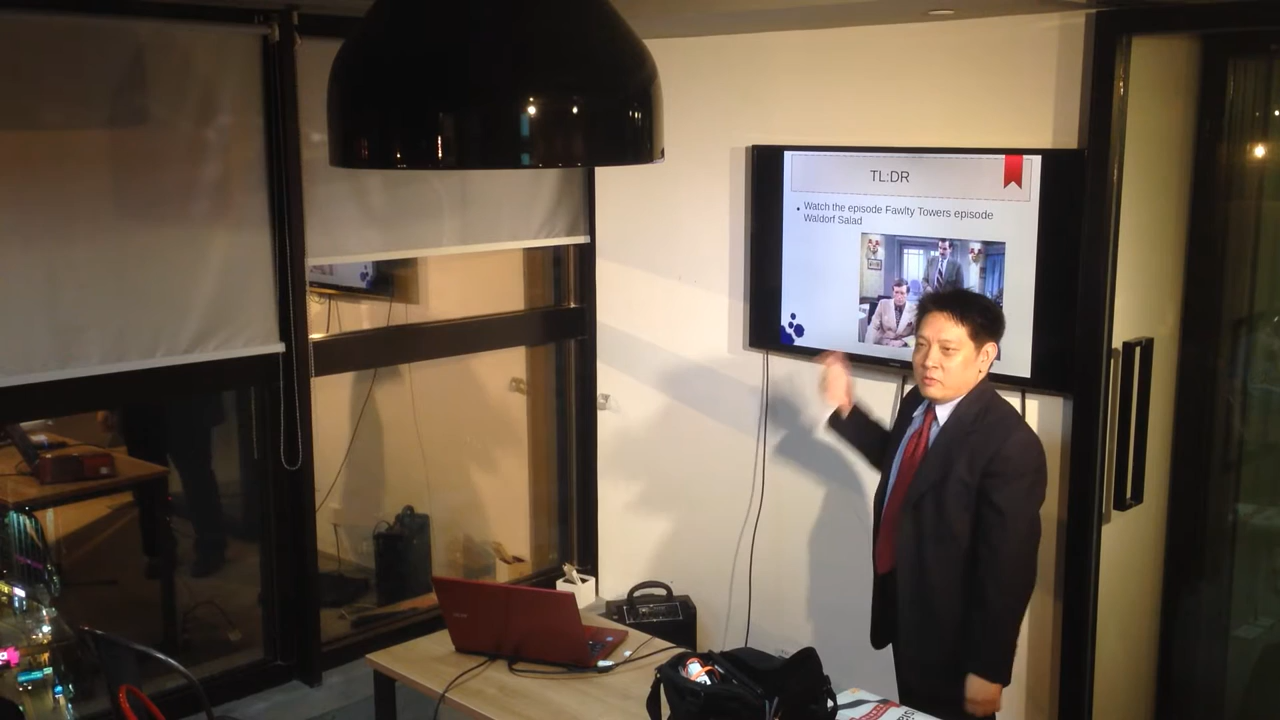 TL:DR
• Watch the episode Fawlty Towers episode
Waldorf Salad